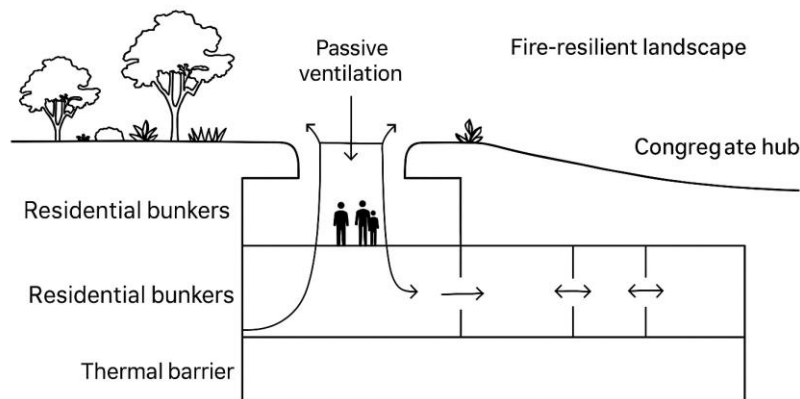 Passive
ventilation
Fire-resilient landscape
Congregate hub
Residential bunkers
Residential bunkers
Thermal barrier